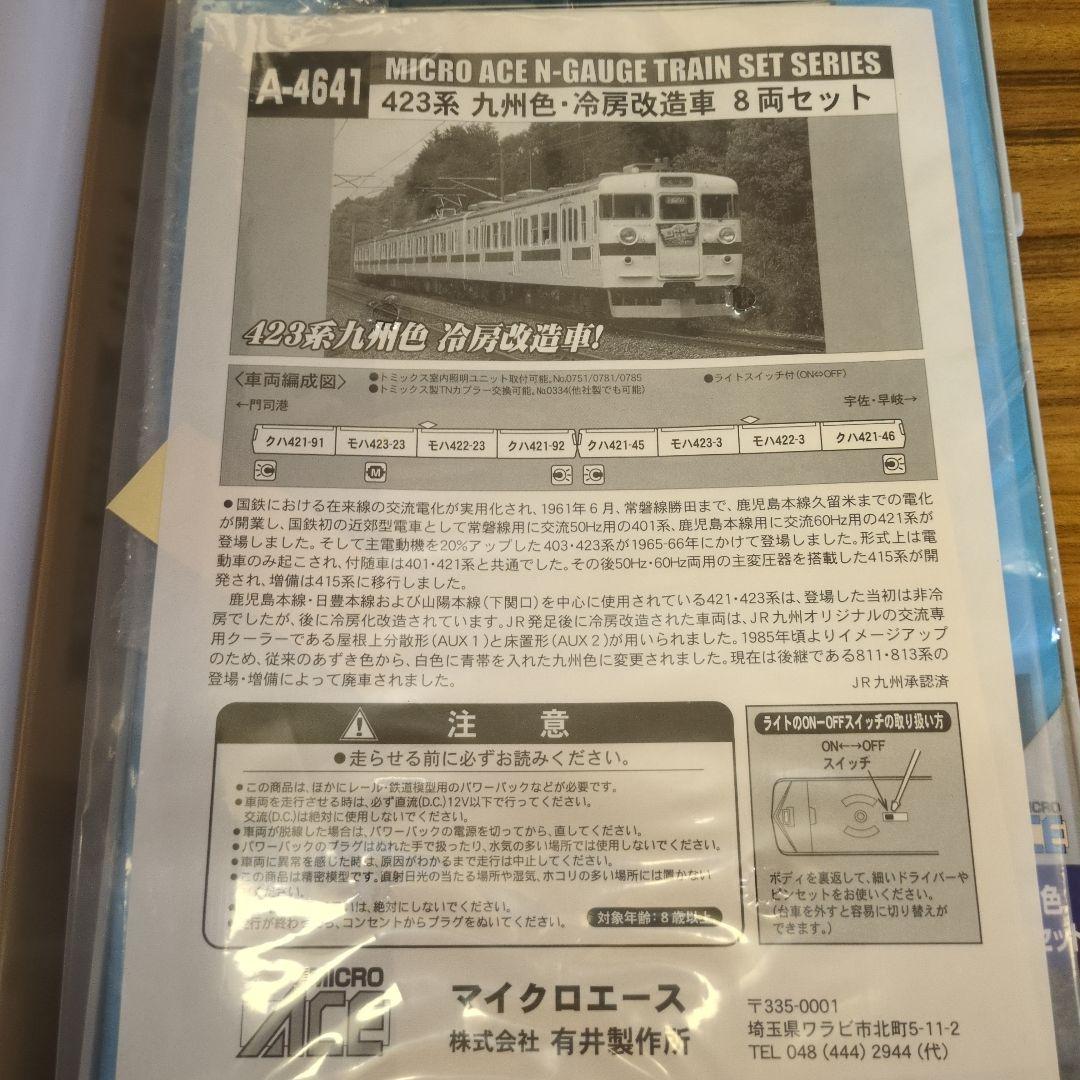 A-4641
MICRO ACE N-GAUGE TRAIN SET SERIES
423系 九州色・冷房改造車 8両セット
423系九州色 冷房改造車!
〈車両編成図〉
●トミックス室内照明ユニット取付可能。No.0751/0781/0785
●トミックス製TNカプラー交換可能。No.0334(他社製でも可能)
●ライトスイッチ付(ON⇔OFF)
←門司港
宇佐・早岐→
クハ421-91 モハ423-23 モハ422-23 クハ421-92 クハ421-45 モハ423-3 モハ422-3 クハ421-46
M
●国鉄における在来線の交流電化が実用化され、1961年6月、常磐線勝田まで、鹿児島本線久留米までの電化
が開業し、国鉄初の近郊型電車として常磐線用に交流50Hz用の401系、鹿児島本線用に交流60Hz用の421系が
登場しました。そして主電動機を20%アップした403・423系が1965-66年にかけて登場しました。形式上は電
動車のみ起こされ、付随車は401・421系と共通でした。その後50Hz・60Hz両用の主変圧器を搭載した415系が開
発され、増備は415系に移行しました。
鹿児島本線・日豊本線および山陽本線(下関口)を中心に使用されている421・423系は、登場した当初は非冷
房でしたが、後に冷房化改造されています。JR発足後に冷房改造された車両は、JR九州オリジナルの交流専
用クーラーである屋根上分散形(AUX1)と床置形(AUX2)が用いられました。1985年頃よりイメージアップ
のため、従来のあずき色から、白色に青帯を入れた九州色に変更されました。現在は後継である811・813系の
登場・増備によって廃車されました。
JR九州承認済
注 意
●走らせる前に必ずお読みください。
●この商品は、ほかにレール・鉄道模型用のパワーパックなどが必要です。
●車両を走行させる時は、必ず直流(D.C.)12V以下で行ってください。
交流(D.C.)は絶対に使用しないでください。
●車両が脱線した場合は、パワーパックの電源を切ってから、直してください。
●パワーパックのプラグはぬれた手で扱ったり、水気の多い場所では使用しないでください。
●車両に異常を感じた時は、原因がわかるまで走行は中止してください。
●この商品は精密模型です。直射日光の当たる場所や湿気、ホコリの多い場所には置かない
ください。
は、絶対にしないでください。
コンセントからプラグをぬいてください。
対象年齢:8歳以上
ライトのON-OFFスイッチの取り扱い方
ON←→OFF
スイッチ
ボディを裏返して、細いドライバーや
ピンセットをお使いください。
(台車を外すと容易に切り替えが
できます。)
MICRO
ACE
マイクロエース
株式会社 有井製作所
〒335-0001
埼玉県ワラビ市北町5-11-2
TEL 048(444)2944(代)
CRO
色
セット